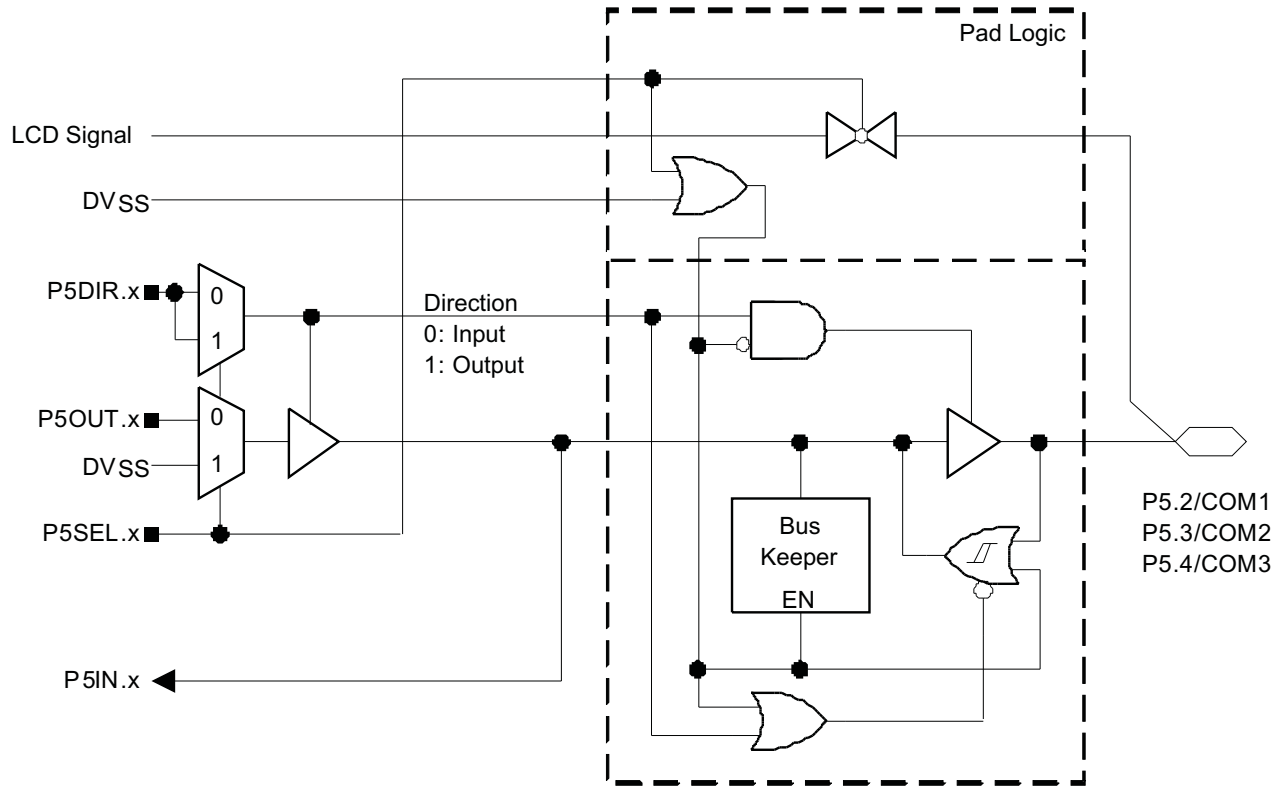 Pad Logic
LCD Signal
DVSS
P5DIR.x
0
1
Direction
0: Input
1: Output
P5OUT.x
0
DVSS
1
P5SEL.x
Bus
Keeper
EN
P5.2/COM1
P5.3/COM2
P5.4/COM3
P5IN.x